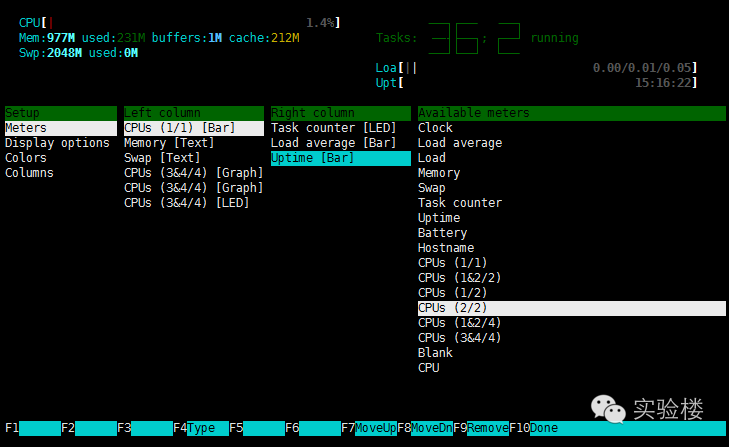 CPU[| 1.4%]
Mem:977M used:231M buffers:1M cache:212M
Swp:2048M used:0M
Tasks: 36; 2 running
Loa[|| 0.00/0.01/0.05]
Upt[ 15:16:22]
Setup Left column Right column Available meters
Meters CPUs (1/1) [Bar] Task counter [LED] Clock
Display options Memory [Text] Load average [Bar] Load average
Colors Swap [Text] Uptime [Bar] Load
Columns CPUs (3&4/4) [Graph] Memory
CPUs (3&4/4) [Graph] Swap
CPUs (3&4/4) [LED] Task counter
Uptime
Battery
Hostname
CPUs (1/1)
CPUs (1&2/2)
CPUs (1/2)
CPUs (2/2)
CPUs (1&2/4)
CPUs (3&4/4)
Blank
CPU
实验楼
F1 F2 F3 F4Type F5 F6 F7MoveUpF8MoveDnF9RemoveF10Done